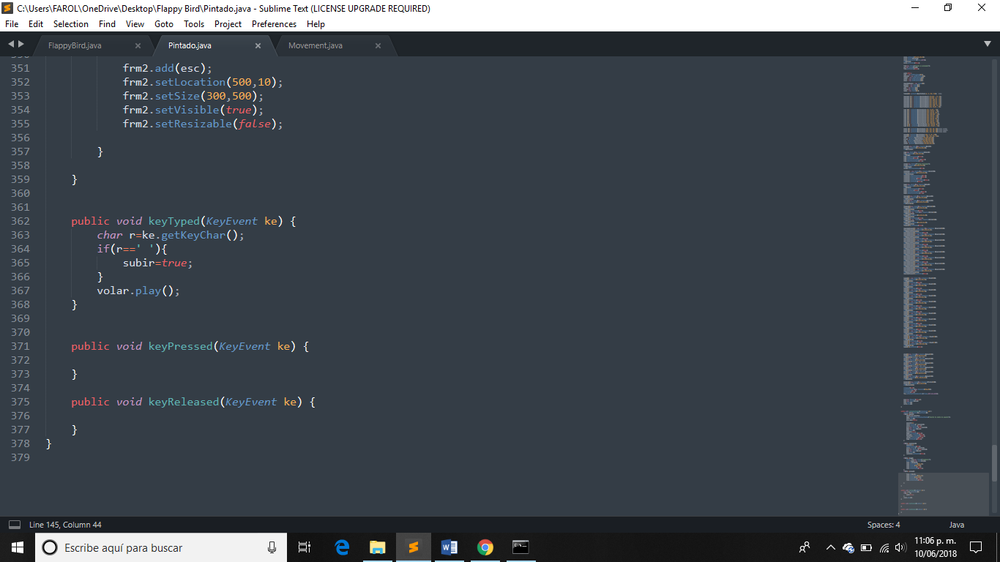 C:\Users\FAROL\OneDrive\Desktop\Flappy Bird\Pintado.java - Sublime Text (LICENSE UPGRADE REQUIRED)
File Edit Selection Find View Goto Tools Project Preferences Help
FlappyBird.java Pintado.java Movement.java
351 frm2.add(esc);
352 frm2.setLocation(500,10);
353 frm2.setSize(300,500);
354 frm2.setVisible(true);
355 frm2.setResizable(false);
356
357 }
358
359 }
360
361
362 public void keyTyped(KeyEvent ke) {
363 char r=ke.getKeyChar();
364 if(r==' '){
365 subir=true;
366 }
367 volar.play();
368 }
369
370
371 public void keyPressed(KeyEvent ke) {
372
373 }
374
375 public void keyReleased(KeyEvent ke) {
376
377 }
378 }
379
Line 145, Column 44 Spaces: 4 Java
Escribe aquí para buscar
11:06 p. m.
10/06/2018